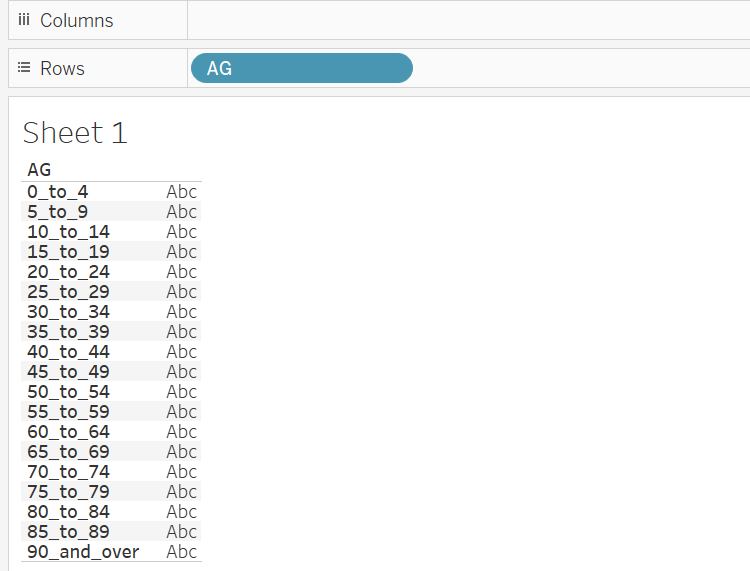 Columns
Rows AG
Sheet 1
AG
0_to_4 Abc
5_to_9 Abc
10_to_14 Abc
15_to_19 Abc
20_to_24 Abc
25_to_29 Abc
30_to_34 Abc
35_to_39 Abc
40_to_44 Abc
45_to_49 Abc
50_to_54 Abc
55_to_59 Abc
60_to_64 Abc
65_to_69 Abc
70_to_74 Abc
75_to_79 Abc
80_to_84 Abc
85_to_89 Abc
90_and_over Abc